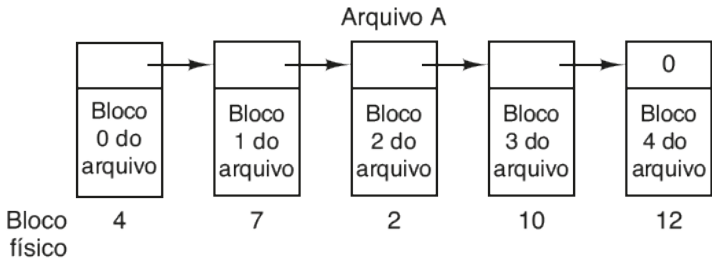 Arquivo A
0
Bloco
0 do
arquivo
Bloco
1 do
arquivo
Bloco
2 do
arquivo
Bloco
3 do
arquivo
Bloco
4 do
arquivo
Bloco
físico
4 7 2 10 12